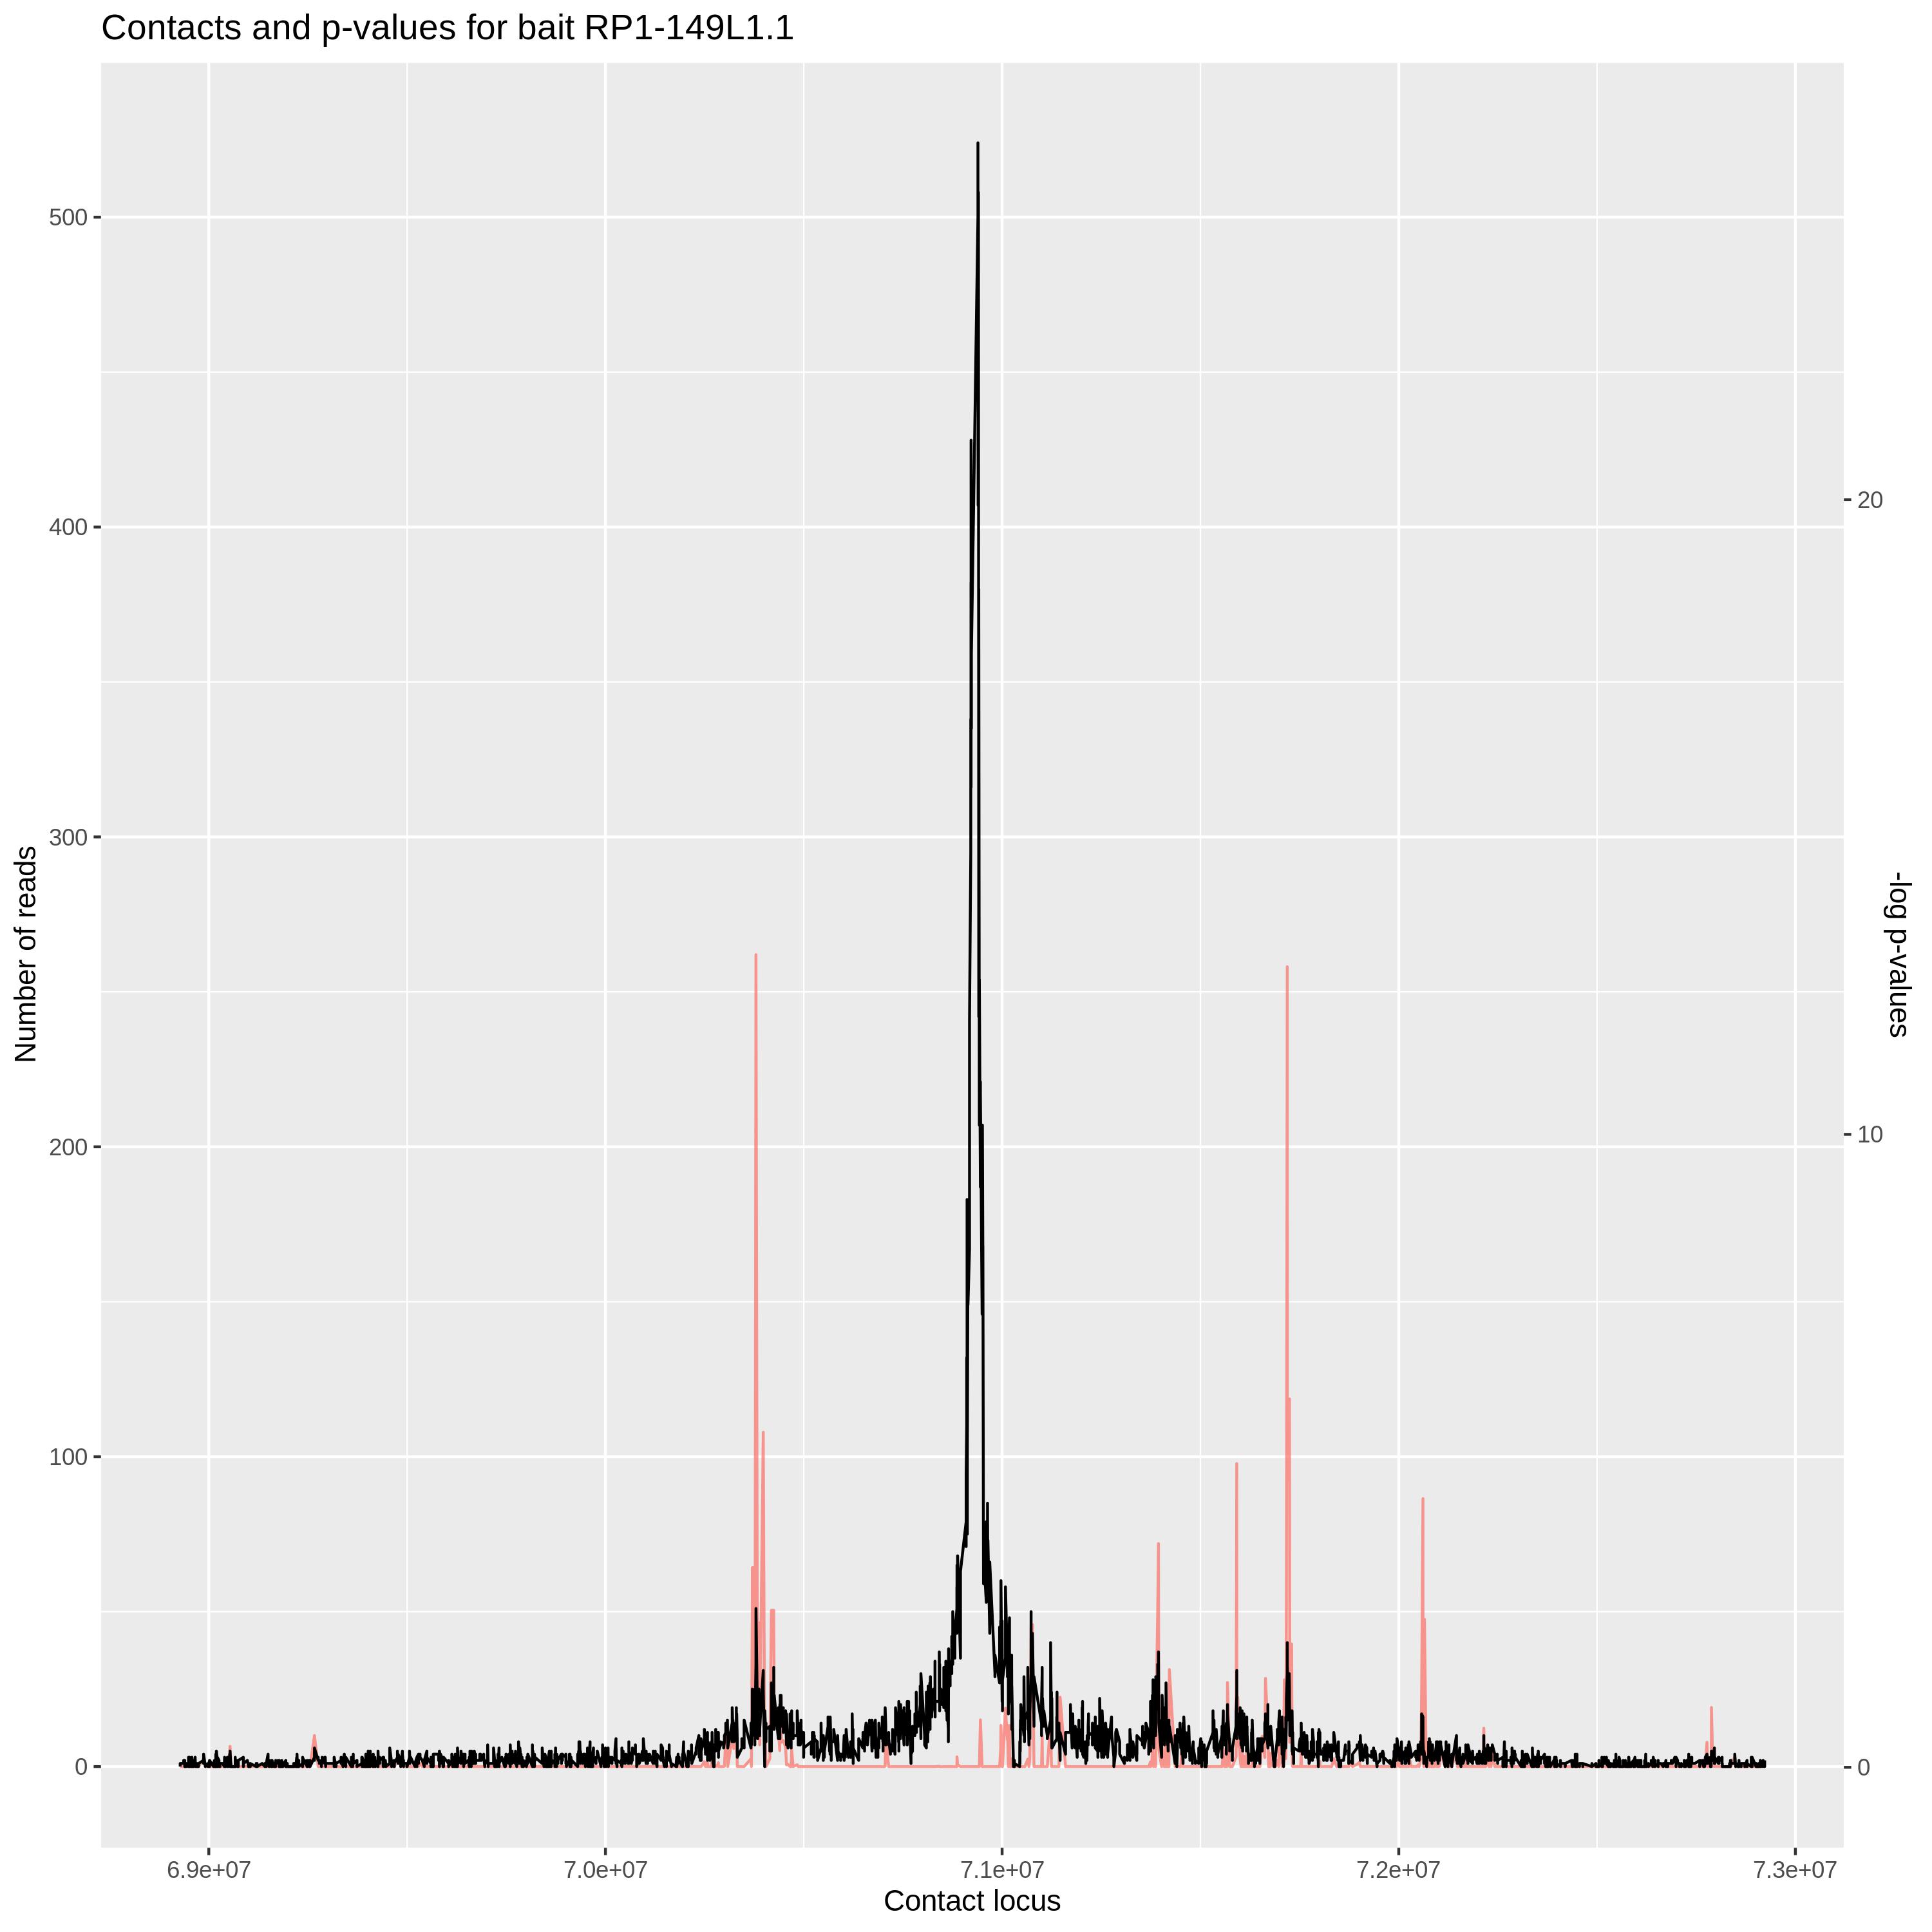 Contacts and p-values for bait RP1-149L1.1
500
400
300
200
100
0
Number of reads
20
10
0
-log p-values
6.9e+07
7.0e+07
7.1e+07
7.2e+07
7.3e+07
Contact locus